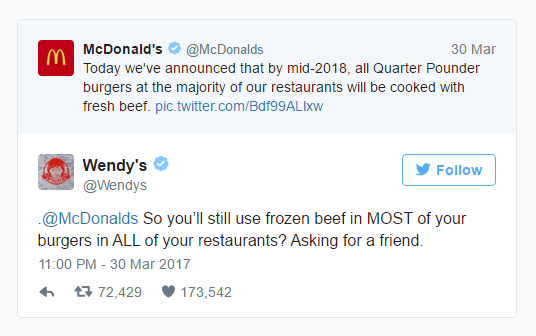 McDonald's @McDonalds 30 Mar
Today we've announced that by mid-2018, all Quarter Pounder
burgers at the majority of our restaurants will be cooked with
fresh beef. pic.twitter.com/Bdf99ALlxw
Wendy's
@Wendys
Follow
.@McDonalds So you’ll still use frozen beef in MOST of your
burgers in ALL of your restaurants? Asking for a friend.
11:00 PM - 30 Mar 2017
72,429 173,542